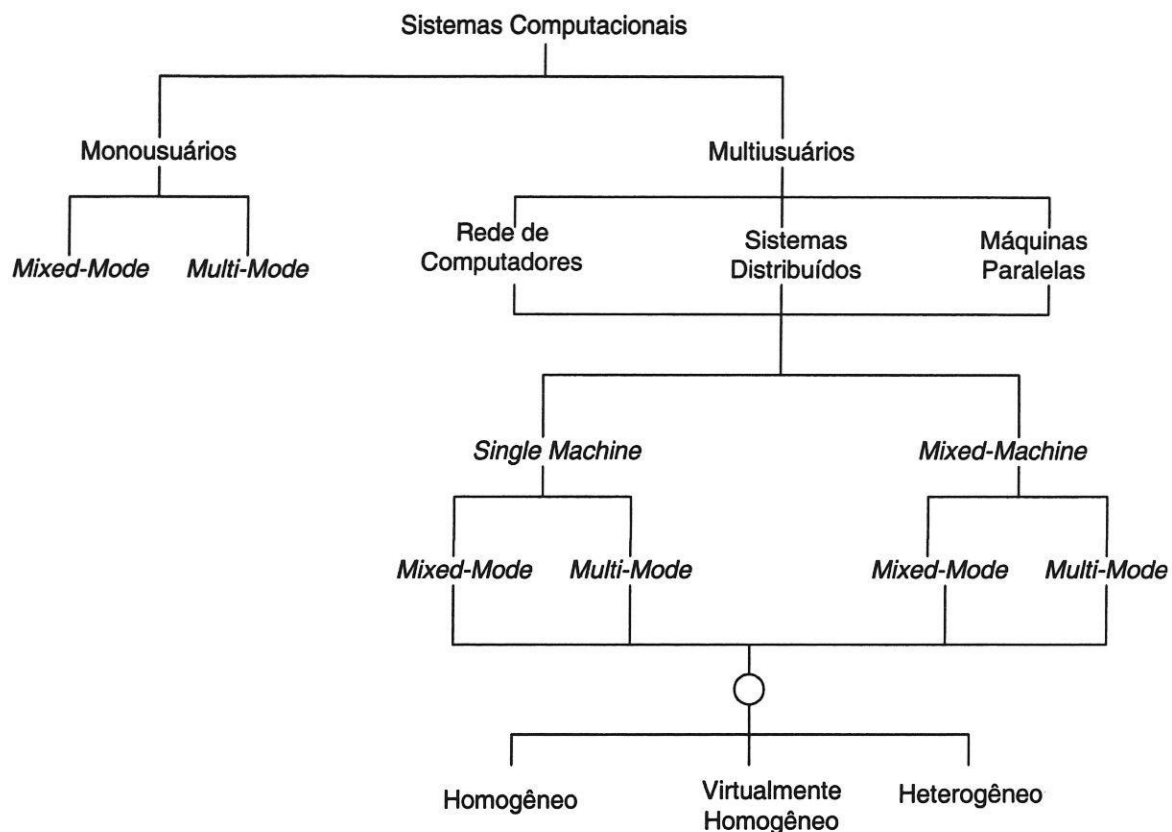 Sistemas Computacionais
Monousuários
Multiusuários
Mixed-Mode
Multi-Mode
Rede de
Computadores
Sistemas
Distribuídos
Máquinas
Paralelas
Single Machine
Mixed-Machine
Mixed-Mode
Multi-Mode
Mixed-Mode
Multi-Mode
Homogêneo
Virtualmente
Homogêneo
Heterogêneo